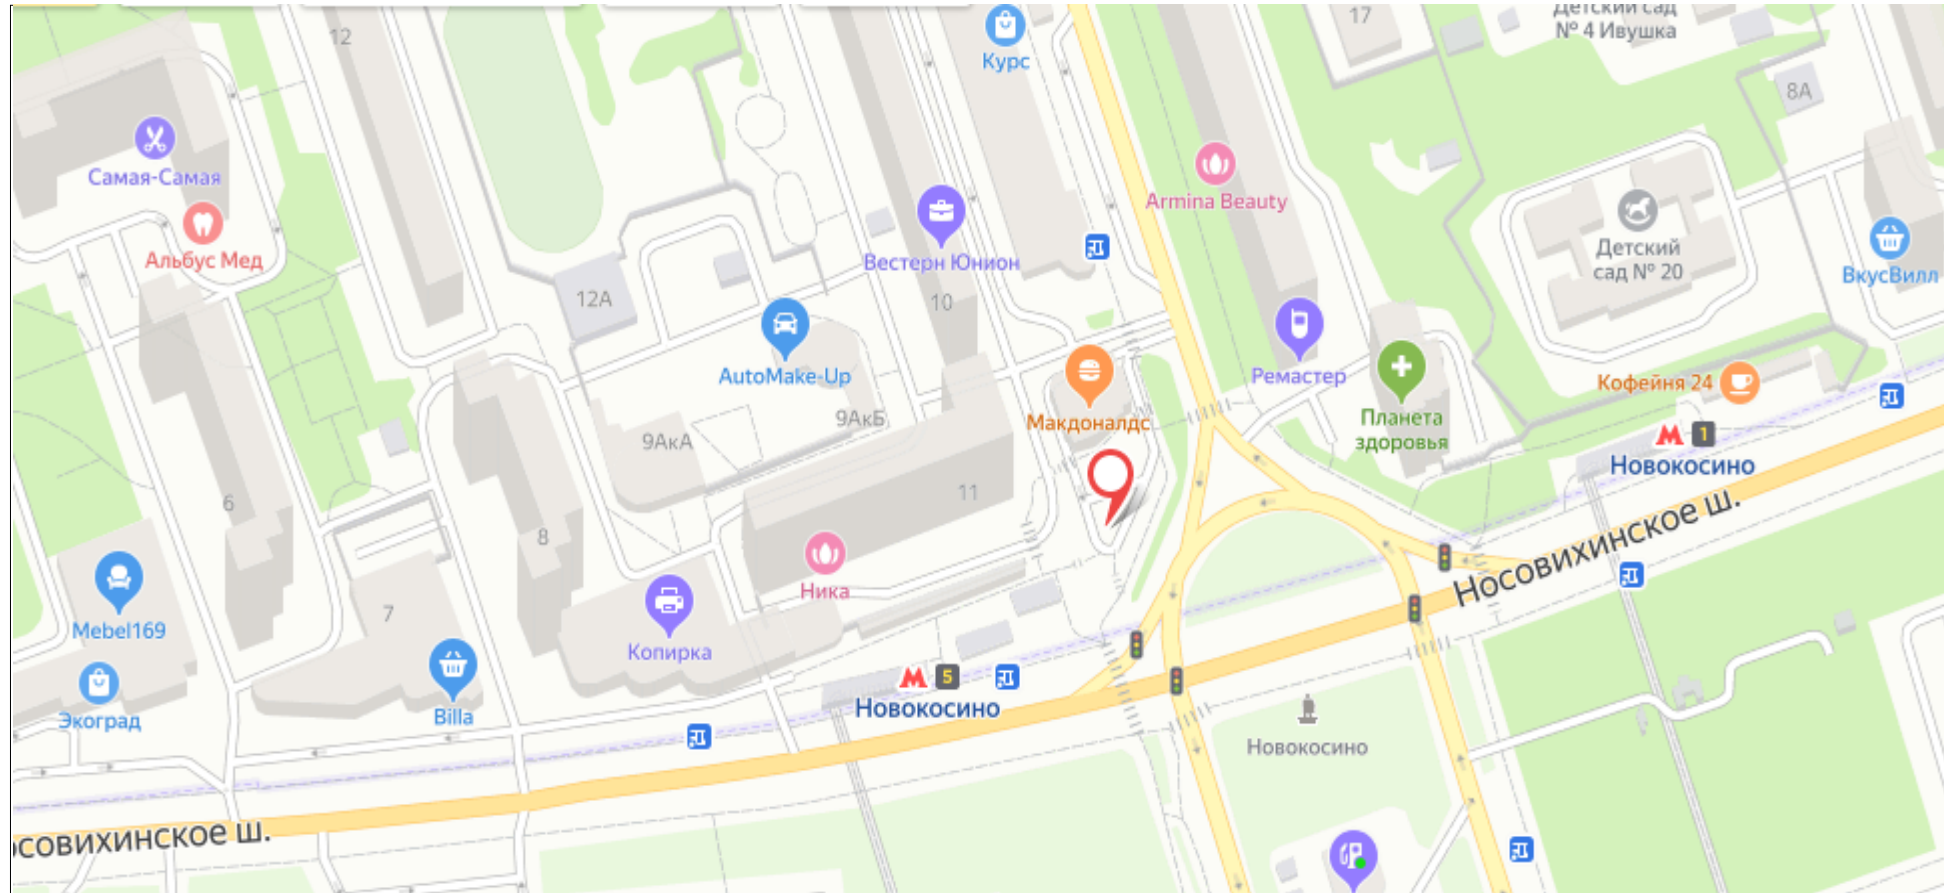 12
Курс
17
Детский сад
№ 4 Ивушка
8А
Самая-Самая
Альбус Мед
Armina Beauty
Вестерн Юнион
Детский
сад № 20
ВкусВилл
12А
10
AutoMake-Up
Ремастер
Макдоналдс
Планета
здоровья
Кофейня 24
9АкА
9АкБ
1
Новокосино
6
8
11
Носовихинское ш.
Ника
Mebel169
7
Копирка
Экоград
Billa
5
Новокосино
Новокосино
осовихинское ш.